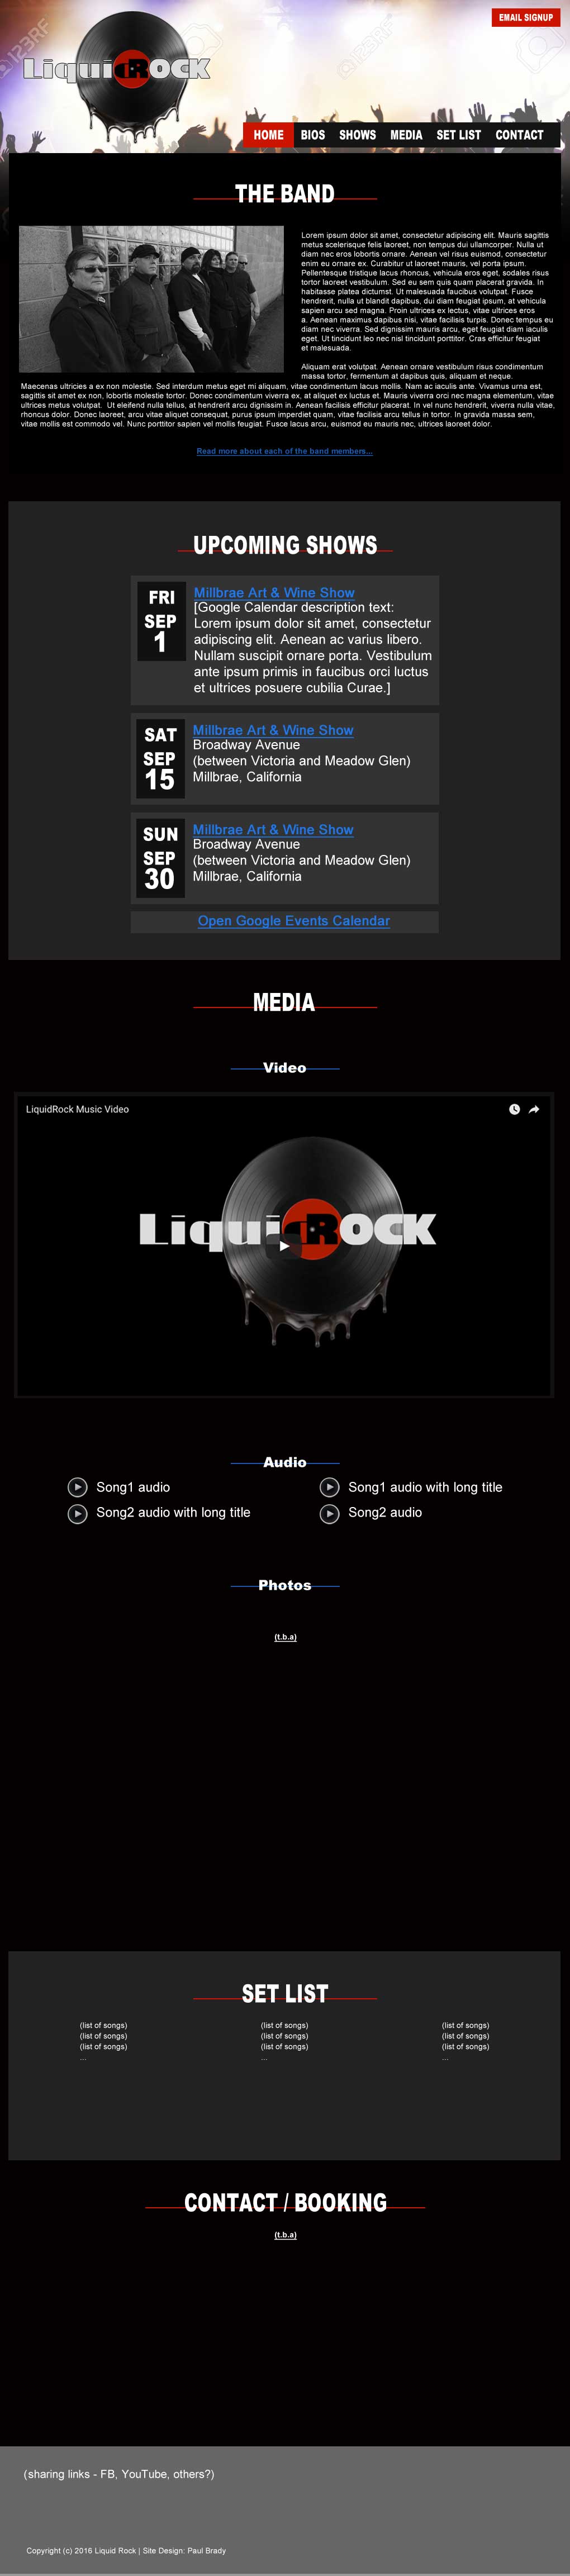 123RF
123RF
EMAIL SIGNUP
LiquidROCK
HOME BIOS SHOWS MEDIA SET LIST CONTACT
THE BAND
Lorem ipsum dolor sit amet, consectetur adipiscing elit. Mauris sagittis
metus scelerisque felis laoreet, non tempus dui ullamcorper. Nulla ut
diam nec eros lobortis ornare. Aenean vel risus euismod, consectetur
enim eu ornare ex. Curabitur ut laoreet mauris, vel porta ipsum.
Pellentesque tristique lacus rhoncus, vehicula eros eget, sodales risus
tortor laoreet vestibulum. Sed eu sem quis quam placerat gravida. In
habitasse platea dictumst. Ut malesuada faucibus volutpat. Fusce
hendrerit, nulla ut blandit dapibus, dui diam feugiat ipsum, at vehicula
sapien arcu sed magna. Proin ultrices ex lectus, vitae ultrices eros
a. Aenean maximus dapibus nisi, vitae facilisis turpis. Donec tempus eu
diam nec viverra. Sed dignissim mauris arcu, eget feugiat diam iaculis
eget. Ut tincidunt leo nec nisl tincidunt porttitor. Cras efficitur feugiat
et malesuada.
Aliquam erat volutpat. Aenean ornare vestibulum risus condimentum
massa tortor, fermentum at dapibus quis, aliquam et neque.
Maecenas ultricies a ex non molestie. Sed interdum metus eget mi aliquam, vitae condimentum lacus mollis. Nam ac iaculis ante. Vivamus urna est,
sagittis sit amet ex non, lobortis molestie tortor. Donec condimentum viverra ex, at aliquet ex luctus et. Mauris viverra orci nec magna elementum, vitae
ultrices metus volutpat. Ut eleifend nulla tellus, at hendrerit arcu dignissim in. Aenean facilisis efficitur placerat. In vel nunc hendrerit, viverra nulla vitae,
rhoncus dolor. Donec laoreet, arcu vitae aliquet consequat, purus ipsum imperdiet quam, vitae facilisis arcu tellus in tortor. In gravida massa sem,
vitae mollis est commodo vel. Nunc porttitor sapien vel mollis feugiat. Fusce lacus arcu, euismod eu mauris nec, ultrices laoreet dolor.
Read more about each of the band members...
UPCOMING SHOWS
FRI
SEP
1
Millbrae Art & Wine Show
[Google Calendar description text:
Lorem ipsum dolor sit amet, consectetur
adipiscing elit. Aenean ac varius libero.
Nullam suscipit ornare porta. Vestibulum
ante ipsum primis in faucibus orci luctus
et ultrices posuere cubilia Curae.]
SAT
SEP
15
Millbrae Art & Wine Show
Broadway Avenue
(between Victoria and Meadow Glen)
Millbrae, California
SUN
SEP
30
Millbrae Art & Wine Show
Broadway Avenue
(between Victoria and Meadow Glen)
Millbrae, California
Open Google Events Calendar
MEDIA
Video
LiquidRock Music Video
LiquidROCK
Audio
Song1 audio
Song2 audio with long title
Song1 audio with long title
Song2 audio
Photos
(t.b.a)
SET LIST
(list of songs)
(list of songs)
(list of songs)
...
(list of songs)
(list of songs)
(list of songs)
...
(list of songs)
(list of songs)
(list of songs)
...
CONTACT / BOOKING
(t.b.a)
(sharing links - FB, YouTube, others?)
Copyright (c) 2016 Liquid Rock | Site Design: Paul Brady